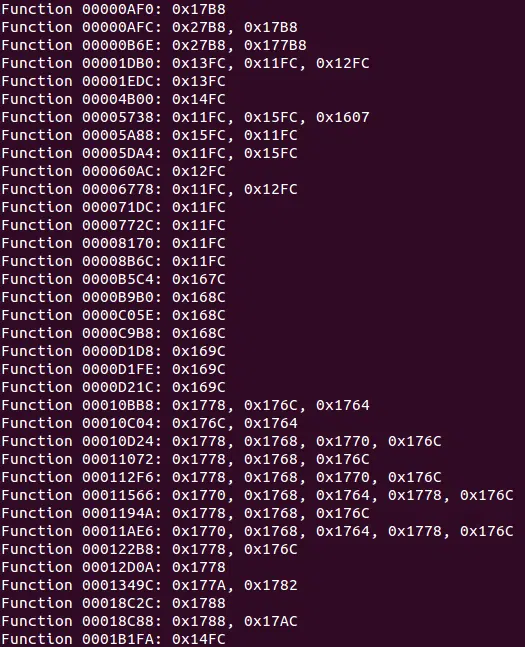 Function 00000AF0: 0x17B8
Function 00000AFC: 0x27B8, 0x17B8
Function 00000B6E: 0x27B8, 0x177B8
Function 00001DB0: 0x13FC, 0x11FC, 0x12FC
Function 00001EDC: 0x13FC
Function 00004B00: 0x14FC
Function 00005738: 0x11FC, 0x15FC, 0x1607
Function 00005A88: 0x15FC, 0x11FC
Function 00005DA4: 0x11FC, 0x15FC
Function 000060AC: 0x12FC
Function 00006778: 0x11FC, 0x12FC
Function 000071DC: 0x11FC
Function 0000772C: 0x11FC
Function 00008170: 0x11FC
Function 00008B6C: 0x11FC
Function 0000B5C4: 0x167C
Function 0000B9B0: 0x168C
Function 0000C05E: 0x168C
Function 0000C9B8: 0x168C
Function 0000D1D8: 0x169C
Function 0000D1FE: 0x169C
Function 0000D21C: 0x169C
Function 00010BB8: 0x1778, 0x176C, 0x1764
Function 00010C04: 0x176C, 0x1764
Function 00010D24: 0x1778, 0x1768, 0x1770, 0x176C
Function 00011072: 0x1778, 0x1768, 0x176C
Function 000112F6: 0x1778, 0x1768, 0x1770, 0x176C
Function 00011566: 0x1770, 0x1768, 0x1764, 0x1778, 0x176C
Function 0001194A: 0x1778, 0x1768, 0x176C
Function 00011AE6: 0x1770, 0x1768, 0x1764, 0x1778, 0x176C
Function 000122B8: 0x1778, 0x176C
Function 00012D0A: 0x1778
Function 0001349C: 0x177A, 0x1782
Function 00018C2C: 0x1788
Function 00018C88: 0x1788, 0x17AC
Function 0001B1FA: 0x14FC